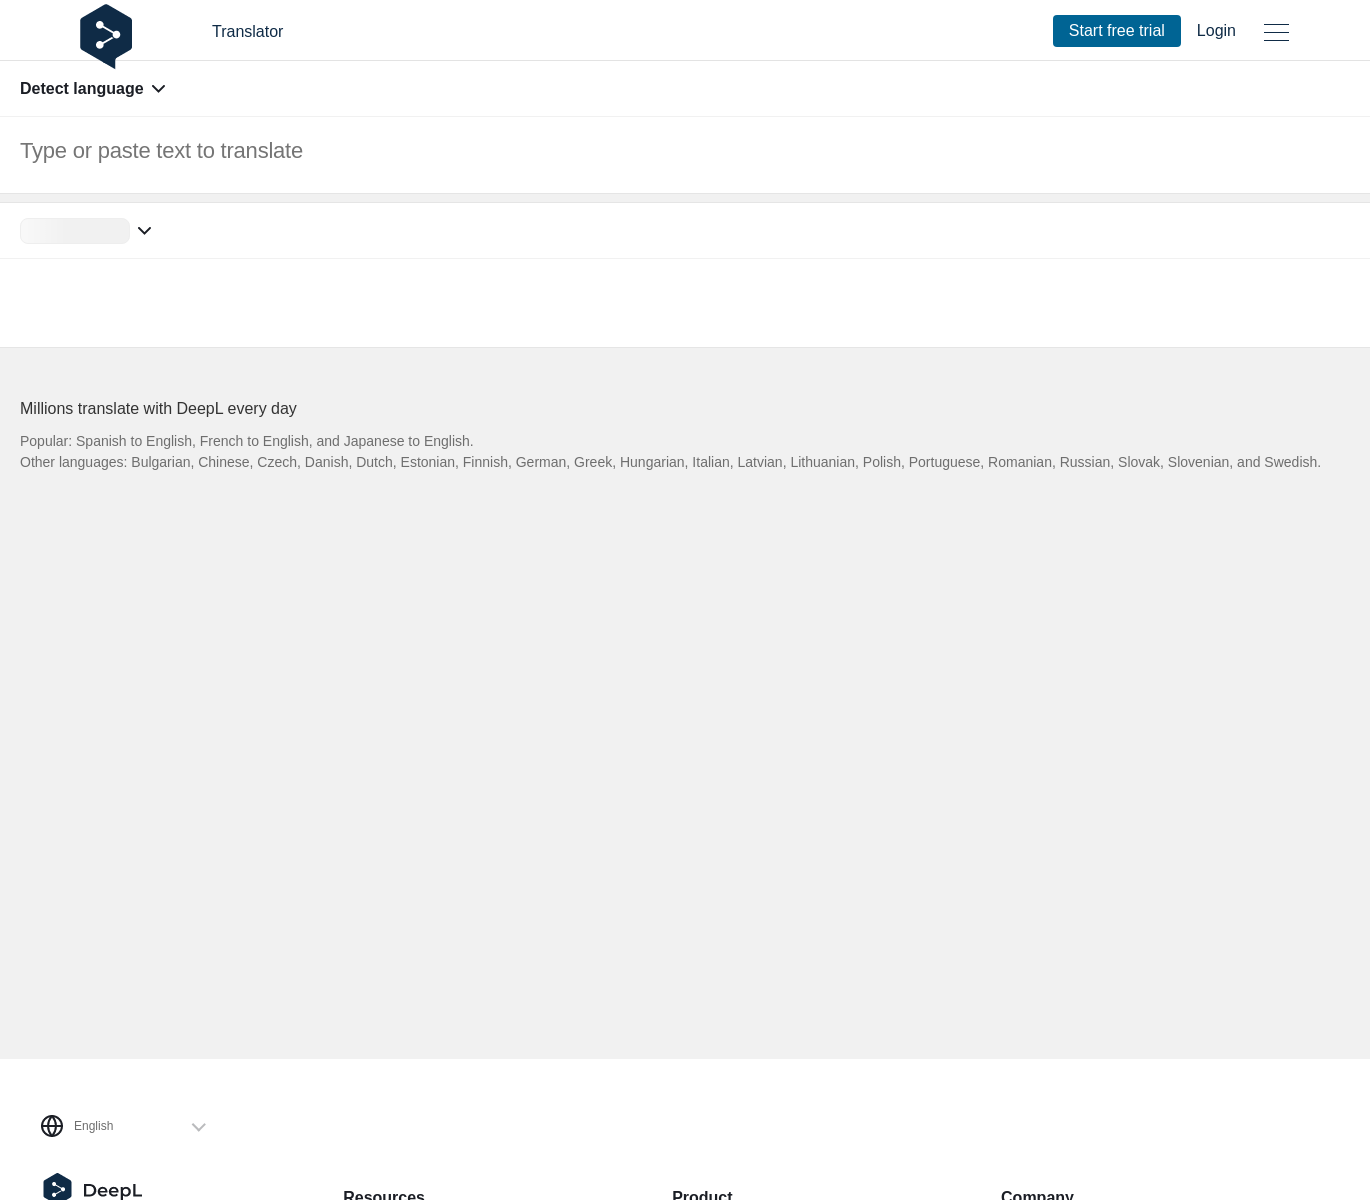 Translator
Start free trial
Login
Detect language
Type or paste text to translate
Millions translate with DeepL every day
Popular: Spanish to English, French to English, and Japanese to English.
Other languages: Bulgarian, Chinese, Czech, Danish, Dutch, Estonian, Finnish, German, Greek, Hungarian, Italian, Latvian, Lithuanian, Polish, Portuguese, Romanian, Russian, Slovak, Slovenian, and Swedish.
English
DeepL
Resources
Product
Company